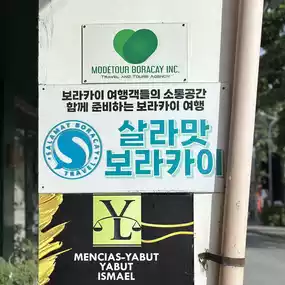 MODETOUR BORACAY INC.
TRAVEL AND TOURS AGENCY
보라카이 여행객들의 소통공간
함께 준비하는 보라카이 여행
SALAMAT BORACAY
TRAVEL
살라맛
보라카이
YL
MENCIAS-YABUT
YABUT
ISMAEL